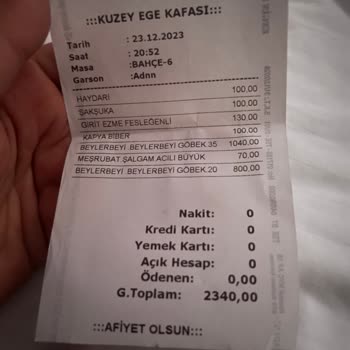 :::KUZEY EGE KAFASI:::
Tarih : 23.12.2023
Saat : 20:52
Masa :BAHÇE-6
Garson : Adnn
HAYDARİ 100.00
ŞAKŞUKA 100.00
GİRİT EZME FESLEĞENLİ 130.00
KAPYA BİBER 100.00
BEYLERBEYİ BEYLERBEYİ GÖBEK 35 1040.00
MEŞRUBAT ŞALGAM ACILI BÜYÜK 70.00
BEYLERBEYİ BEYLERBEYİ GÖBEK.20 800,00
Nakit: 0
Kredi Kartı: 0
Yemek Kartı: 0
Açık Hesap: 0
Ödenen: 0,00
G.Toplam: 2340,00
:::AFİYET OLSUN:::